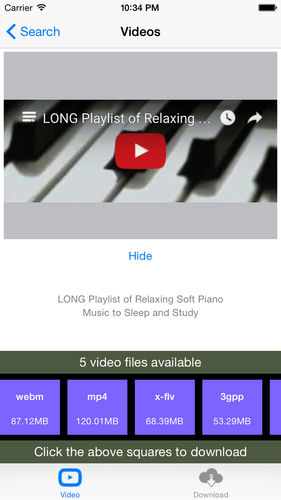 Carrier 10:34 PM
Search Videos
LONG Playlist of Relaxing ...
Hide
LONG Playlist of Relaxing Soft Piano
Music to Sleep and Study
5 video files available
webm mp4 x-flv 3gpp
87.12MB 120.01MB 68.39MB 53.29MB
Click the above squares to download
Video Download